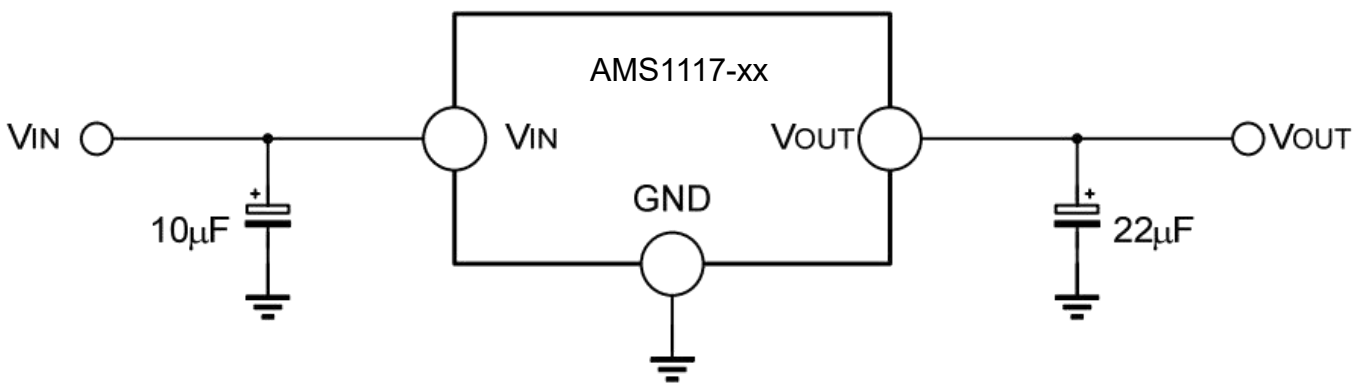 AMS1117-xx
VIN VIN VOUT VOUT
GND
+ +
10μF 22μF